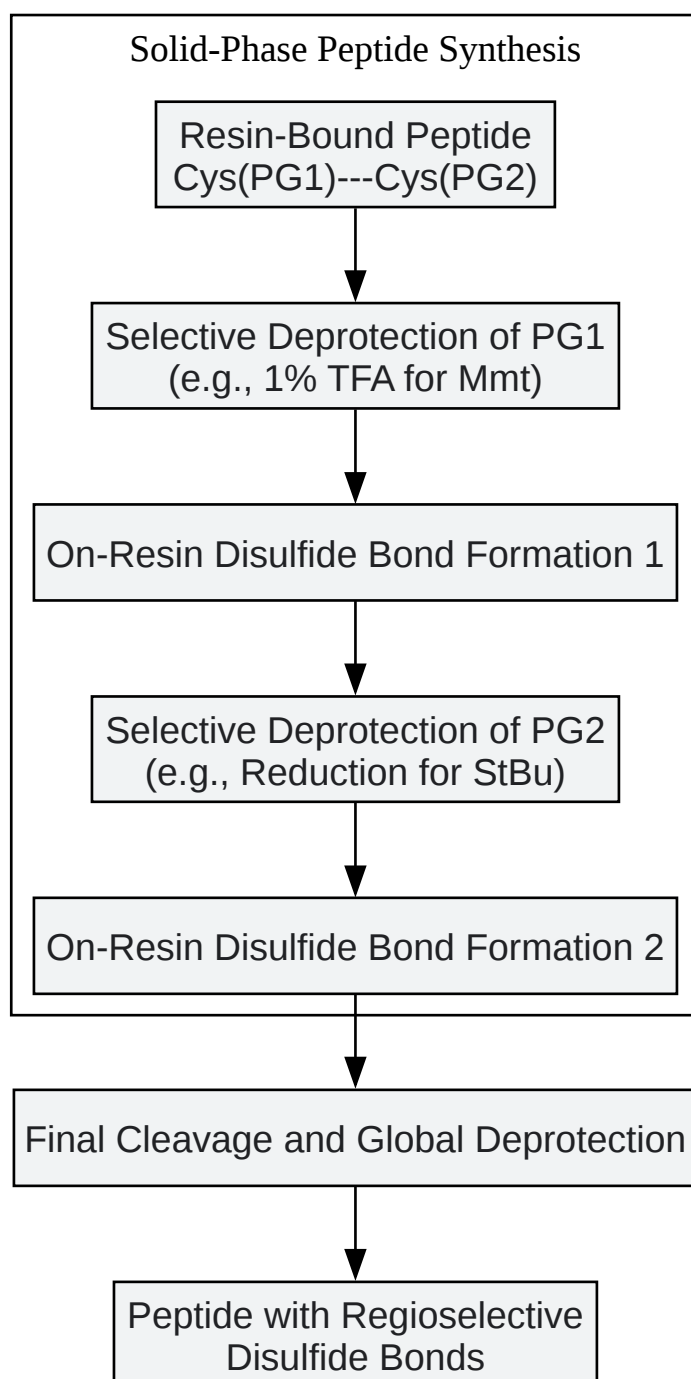 Solid-Phase Peptide Synthesis
Resin-Bound Peptide
Cys(PG1)---Cys(PG2)
Selective Deprotection of PG1
(e.g., 1% TFA for Mmt)
On-Resin Disulfide Bond Formation 1
Selective Deprotection of PG2
(e.g., Reduction for StBu)
On-Resin Disulfide Bond Formation 2
Final Cleavage and Global Deprotection
Peptide with Regioselective
Disulfide Bonds